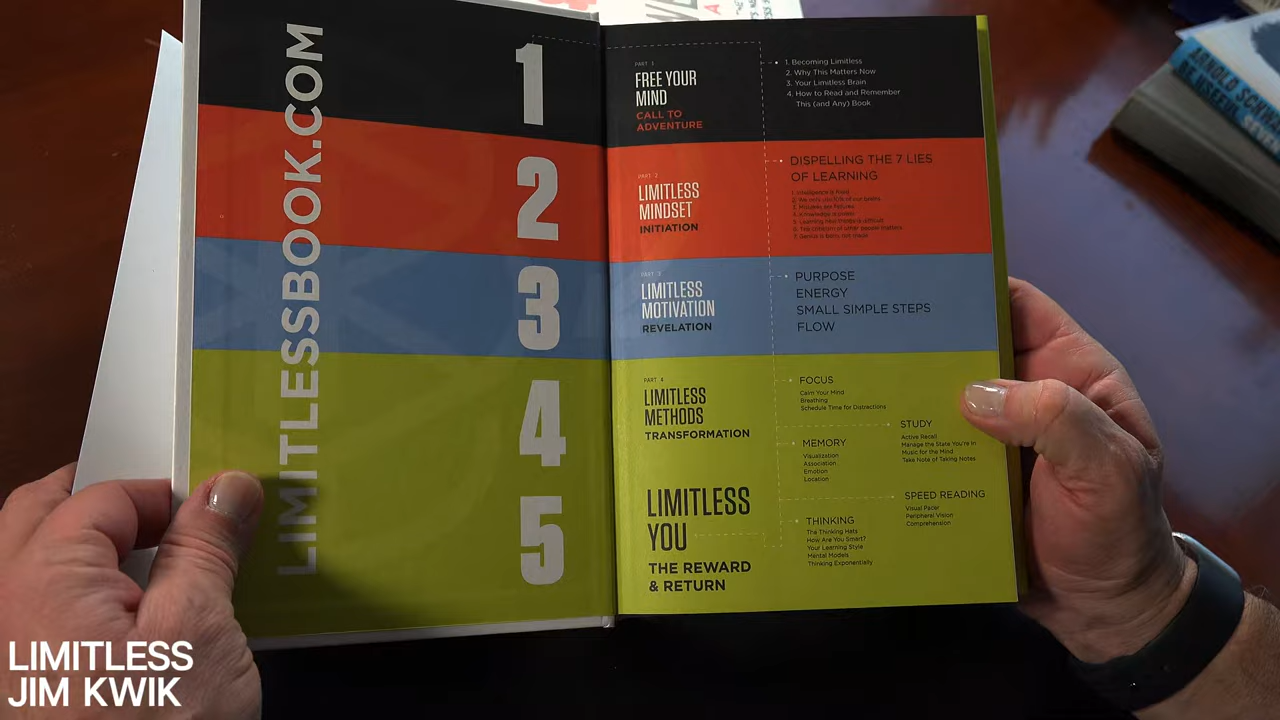 LIMITLESSBOOK.COM
1
2
3
4
5
PART 1
FREE YOUR
MIND
CALL TO
ADVENTURE
1. Becoming Limitless
2. Why This Matters Now
3. Your Limitless Brain
4. How to Read and Remember
This (and Any) Book
PART 2
LIMITLESS
MINDSET
INITIATION
DISPELLING THE 7 LIES
OF LEARNING
PART 3
LIMITLESS
MOTIVATION
REVELATION
PURPOSE
ENERGY
SMALL SIMPLE STEPS
FLOW
PART 4
LIMITLESS
METHODS
TRANSFORMATION
FOCUS
Calm Your Mind
Breathing
Schedule Time for Distractions
STUDY
Active Recall
Manage the State You're In
Music for the Mind
Take Note of Taking Notes
MEMORY
Visualization
Association
Emotion
Location
SPEED READING
Visual Pacer
Peripheral Vision
Comprehension
THINKING
The Thinking Hats
How Are You Smart?
Your Learning Style
Mental Models
Thinking Exponentially
LIMITLESS
YOU
THE REWARD
& RETURN
ARNOLD
BE USEFUL
SEVEN
LIMITLESS
JIM KWIK